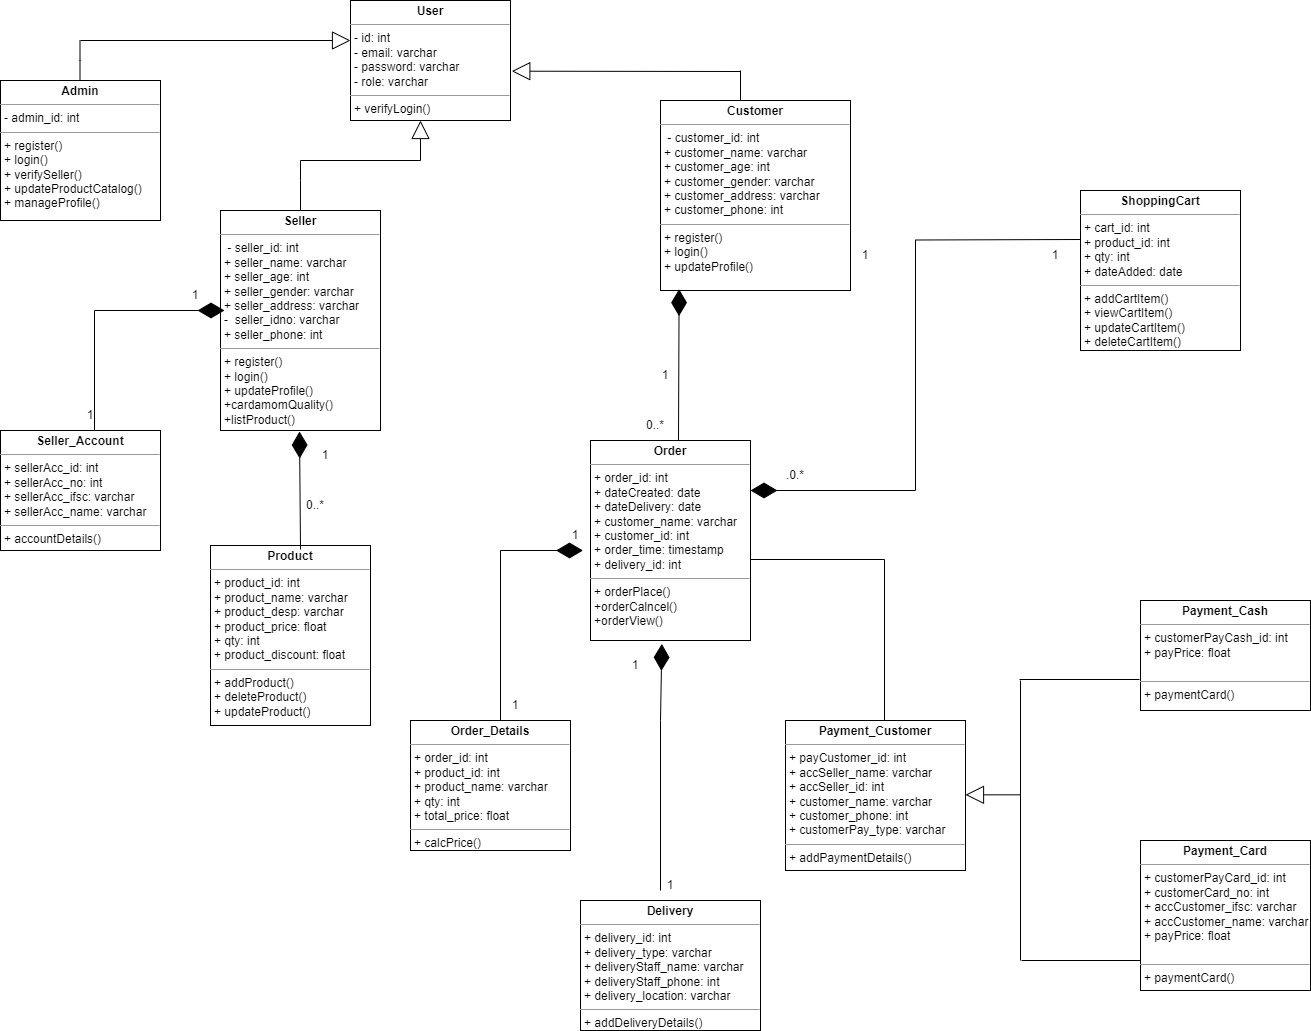 User
- id: int
- email: varchar
- password: varchar
- role: varchar
+ verifyLogin()
Admin
- admin_id: int
+ register()
+ login()
+ verifySeller()
+ updateProductCatalog()
+ manageProfile()
Customer
- customer_id: int
+ customer_name: varchar
+ customer_age: int
+ customer_gender: varchar
+ customer_address: varchar
+ customer_phone: int
+ register()
+ login()
+ updateProfile()
1
1
ShoppingCart
+ cart_id: int
+ product_id: int
+ qty: int
+ dateAdded: date
+ addCartItem()
+ viewCartItem()
+ updateCartItem()
+ deleteCartItem()
Seller
- seller_id: int
+ seller_name: varchar
+ seller_age: int
+ seller_gender: varchar
+ seller_address: varchar
- seller_idno: varchar
+ seller_phone: int
+ register()
+ login()
+ updateProfile()
+cardamomQuality()
+listProduct()
1
1
Seller_Account
+ sellerAcc_id: int
+ sellerAcc_no: int
+ sellerAcc_ifsc: varchar
+ sellerAcc_name: varchar
+ accountDetails()
1
0..*
Product
+ product_id: int
+ product_name: varchar
+ product_desp: varchar
+ product_price: float
+ qty: int
+ product_discount: float
+ addProduct()
+ deleteProduct()
+ updateProduct()
1
0..*
Order
+ order_id: int
+ dateCreated: date
+ dateDelivery: date
+ customer_name: varchar
+ customer_id: int
+ order_time: timestamp
+ delivery_id: int
+ orderPlace()
+orderCalncel()
+orderView()
.0.*
1
1
Order_Details
+ order_id: int
+ product_id: int
+ product_name: varchar
+ qty: int
+ total_price: float
+ calcPrice()
1
1
Delivery
+ delivery_id: int
+ delivery_type: varchar
+ deliveryStaff_name: varchar
+ deliveryStaff_phone: int
+ delivery_location: varchar
+ addDeliveryDetails()
Payment_Customer
+ payCustomer_id: int
+ accSeller_name: varchar
+ accSeller_id: int
+ customer_name: varchar
+ customer_phone: int
+ customerPay_type: varchar
+ addPaymentDetails()
Payment_Cash
+ customerPayCash_id: int
+ payPrice: float
+ paymentCard()
Payment_Card
+ customerPayCard_id: int
+ customerCard_no: int
+ accCustomer_ifsc: varchar
+ accCustomer_name: varchar
+ payPrice: float
+ paymentCard()